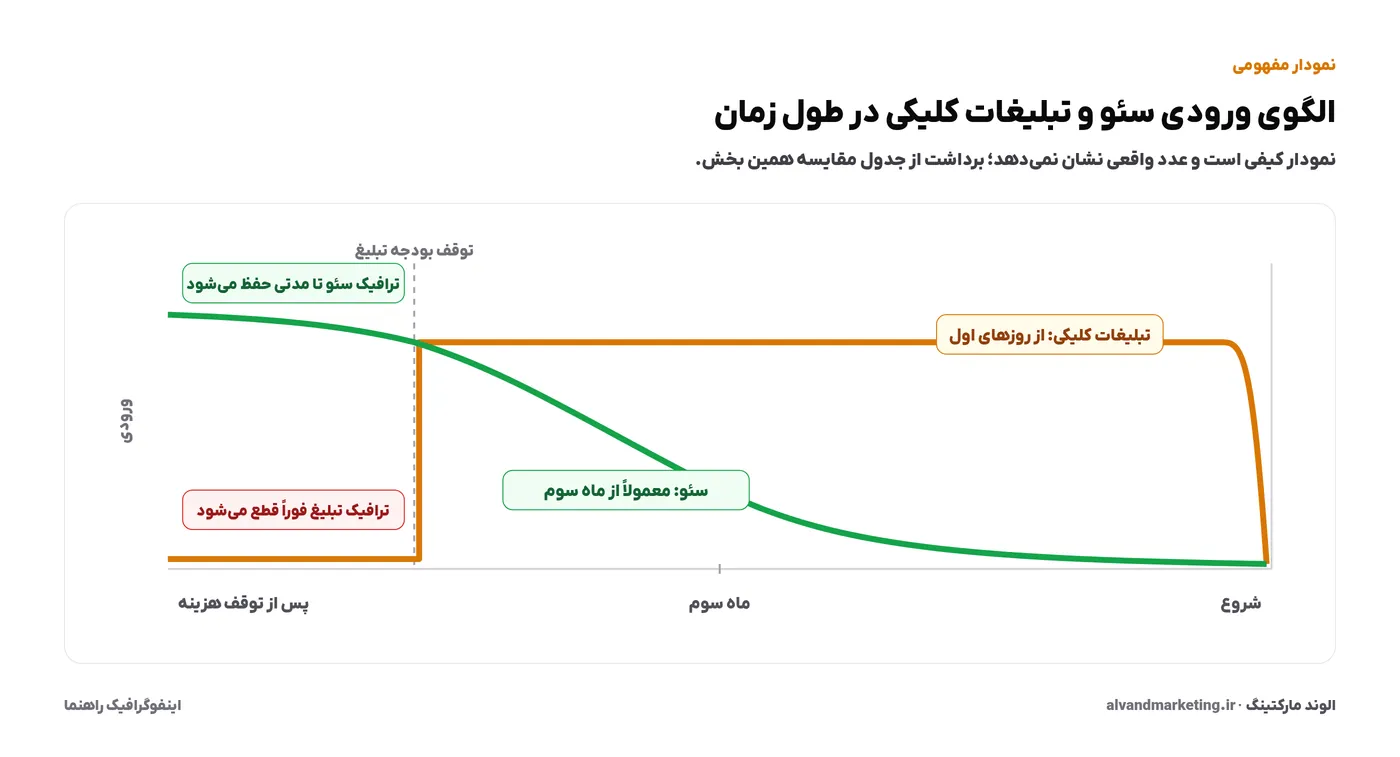 نمودار مفهومی
الگوی ورودی سئو و تبلیغات کلیکی در طول زمان
نمودار کیفی است و عدد واقعی نشان نمی‌دهد؛ برداشت از جدول مقایسه همین بخش.
توقف بودجه تبلیغ
ترافیک سئو تا مدتی حفظ می‌شود
تبلیغات کلیکی: از روزهای اول
ورودی
سئو: معمولاً از ماه سوم
ترافیک تبلیغ فوراً قطع می‌شود
شروع
ماه سوم
پس از توقف هزینه
الوند مارکتینگ · alvandmarketing.ir
اینفوگرافیک راهنما